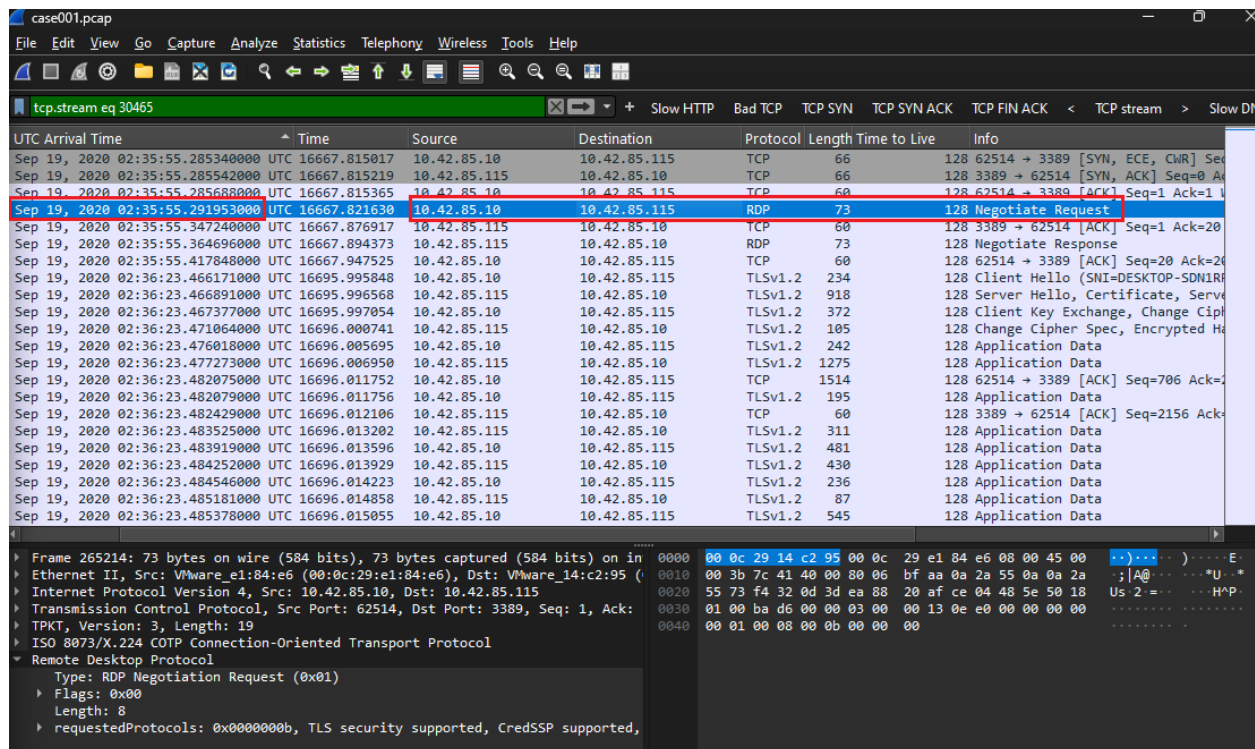 case001.pcap
File Edit View Go Capture Analyze Statistics Telephony Wireless Tools Help
tcp.stream eq 30465 + Slow HTTP Bad TCP TCP SYN TCP SYN ACK TCP FIN ACK < TCP stream > Slow DN
UTC Arrival Time Time Source Destination Protocol Length Time to Live Info
Sep 19, 2020 02:35:55.285340000 UTC 16667.815017 10.42.85.10 10.42.85.115 TCP 66 128 62514 → 3389 [SYN, ECE, CWR] Seq
Sep 19, 2020 02:35:55.285542000 UTC 16667.815219 10.42.85.115 10.42.85.10 TCP 66 128 3389 → 62514 [SYN, ACK] Seq=0 Ac
Sep 19, 2020 02:35:55.285688000 UTC 16667.815365 10.42.85.10 10.42.85.115 TCP 60 128 62514 → 3389 [ACK] Seq=1 Ack=1 W
Sep 19, 2020 02:35:55.291953000 UTC 16667.821630 10.42.85.10 10.42.85.115 RDP 73 128 Negotiate Request
Sep 19, 2020 02:35:55.347240000 UTC 16667.876917 10.42.85.115 10.42.85.10 TCP 60 128 3389 → 62514 [ACK] Seq=1 Ack=20
Sep 19, 2020 02:35:55.364696000 UTC 16667.894373 10.42.85.115 10.42.85.10 RDP 73 128 Negotiate Response
Sep 19, 2020 02:35:55.417848000 UTC 16667.947525 10.42.85.10 10.42.85.115 TCP 60 128 62514 → 3389 [ACK] Seq=20 Ack=20
Sep 19, 2020 02:36:23.466171000 UTC 16695.995848 10.42.85.10 10.42.85.115 TLSv1.2 234 128 Client Hello (SNI=DESKTOP-SDN1RP
Sep 19, 2020 02:36:23.466891000 UTC 16695.996568 10.42.85.115 10.42.85.10 TLSv1.2 918 128 Server Hello, Certificate, Serve
Sep 19, 2020 02:36:23.467377000 UTC 16695.997054 10.42.85.10 10.42.85.115 TLSv1.2 372 128 Client Key Exchange, Change Ciph
Sep 19, 2020 02:36:23.471064000 UTC 16696.000741 10.42.85.115 10.42.85.10 TLSv1.2 105 128 Change Cipher Spec, Encrypted Ha
Sep 19, 2020 02:36:23.476018000 UTC 16696.005695 10.42.85.10 10.42.85.115 TLSv1.2 242 128 Application Data
Sep 19, 2020 02:36:23.477273000 UTC 16696.006950 10.42.85.115 10.42.85.10 TLSv1.2 1275 128 Application Data
Sep 19, 2020 02:36:23.482075000 UTC 16696.011752 10.42.85.10 10.42.85.115 TCP 1514 128 62514 → 3389 [ACK] Seq=706 Ack=2
Sep 19, 2020 02:36:23.482079000 UTC 16696.011756 10.42.85.10 10.42.85.115 TLSv1.2 195 128 Application Data
Sep 19, 2020 02:36:23.482429000 UTC 16696.012106 10.42.85.115 10.42.85.10 TCP 60 128 3389 → 62514 [ACK] Seq=2156 Ack=
Sep 19, 2020 02:36:23.483525000 UTC 16696.013202 10.42.85.115 10.42.85.10 TLSv1.2 311 128 Application Data
Sep 19, 2020 02:36:23.483919000 UTC 16696.013596 10.42.85.10 10.42.85.115 TLSv1.2 481 128 Application Data
Sep 19, 2020 02:36:23.484252000 UTC 16696.013929 10.42.85.115 10.42.85.10 TLSv1.2 430 128 Application Data
Sep 19, 2020 02:36:23.484546000 UTC 16696.014223 10.42.85.10 10.42.85.115 TLSv1.2 236 128 Application Data
Sep 19, 2020 02:36:23.485181000 UTC 16696.014858 10.42.85.115 10.42.85.10 TLSv1.2 87 128 Application Data
Sep 19, 2020 02:36:23.485378000 UTC 16696.015055 10.42.85.10 10.42.85.115 TLSv1.2 545 128 Application Data
Frame 265214: 73 bytes on wire (584 bits), 73 bytes captured (584 bits) on in 0000 00 0c 29 14 c2 95 00 0c 29 e1 84 e6 08 00 45 00 ··)····· )·····E·
Ethernet II, Src: VMware_e1:84:e6 (00:0c:29:e1:84:e6), Dst: VMware_14:c2:95 ( 0010 00 3b 7c 41 40 00 80 06 bf aa 0a 2a 55 0a 0a 2a ·;|A@··· ···*U··*
Internet Protocol Version 4, Src: 10.42.85.10, Dst: 10.42.85.115 0020 55 73 f4 32 0d 3d ea 88 20 af ce 04 48 5e 50 18 Us·2·=·· ···H^P·
Transmission Control Protocol, Src Port: 62514, Dst Port: 3389, Seq: 1, Ack: 0030 01 00 ba d6 00 00 03 00 00 13 0e e0 00 00 00 00 ········ ········
TPKT, Version: 3, Length: 19 0040 00 01 00 08 00 0b 00 00 00 ········ ·
ISO 8073/X.224 COTP Connection-Oriented Transport Protocol
Remote Desktop Protocol
Type: RDP Negotiation Request (0x01)
Flags: 0x00
Length: 8
requestedProtocols: 0x0000000b, TLS security supported, CredSSP supported,